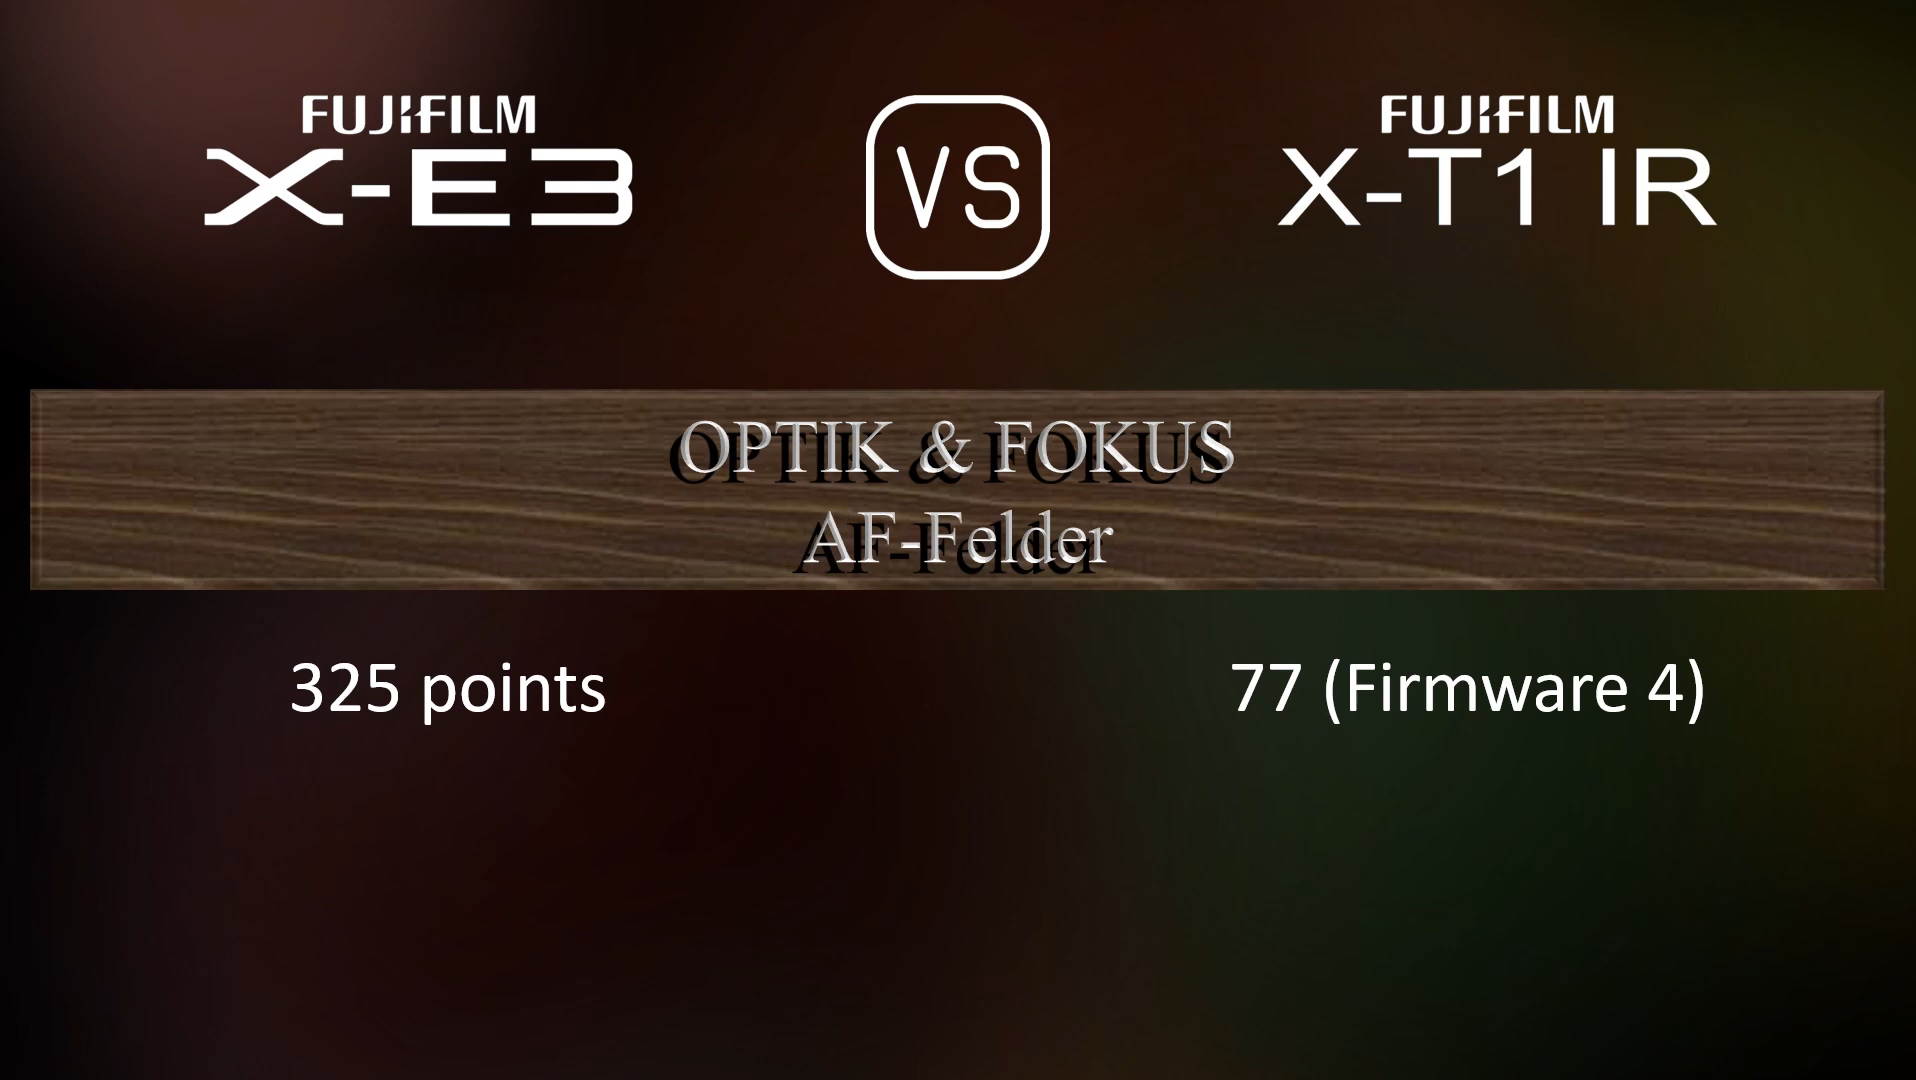 FUJIFILM
X-E3
VS
FUJIFILM
X-T1 IR
OPTIK & FOKUS
AF-Felder
325 points
77 (Firmware 4)